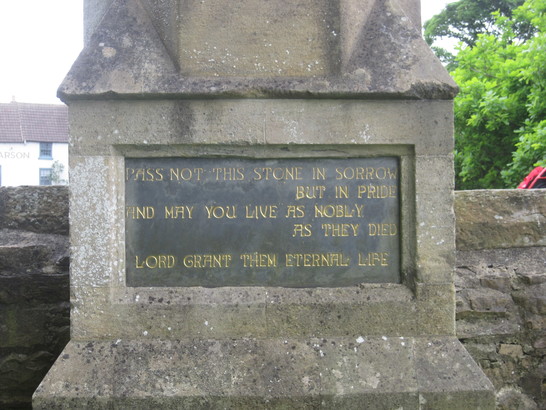 ARSON
PASS NOT THIS STONE IN SORROW
BUT IN PRIDE
AND MAY YOU LIVE AS NOBLY
AS THEY DIED
LORD GRANT THEM ETERNAL LIFE